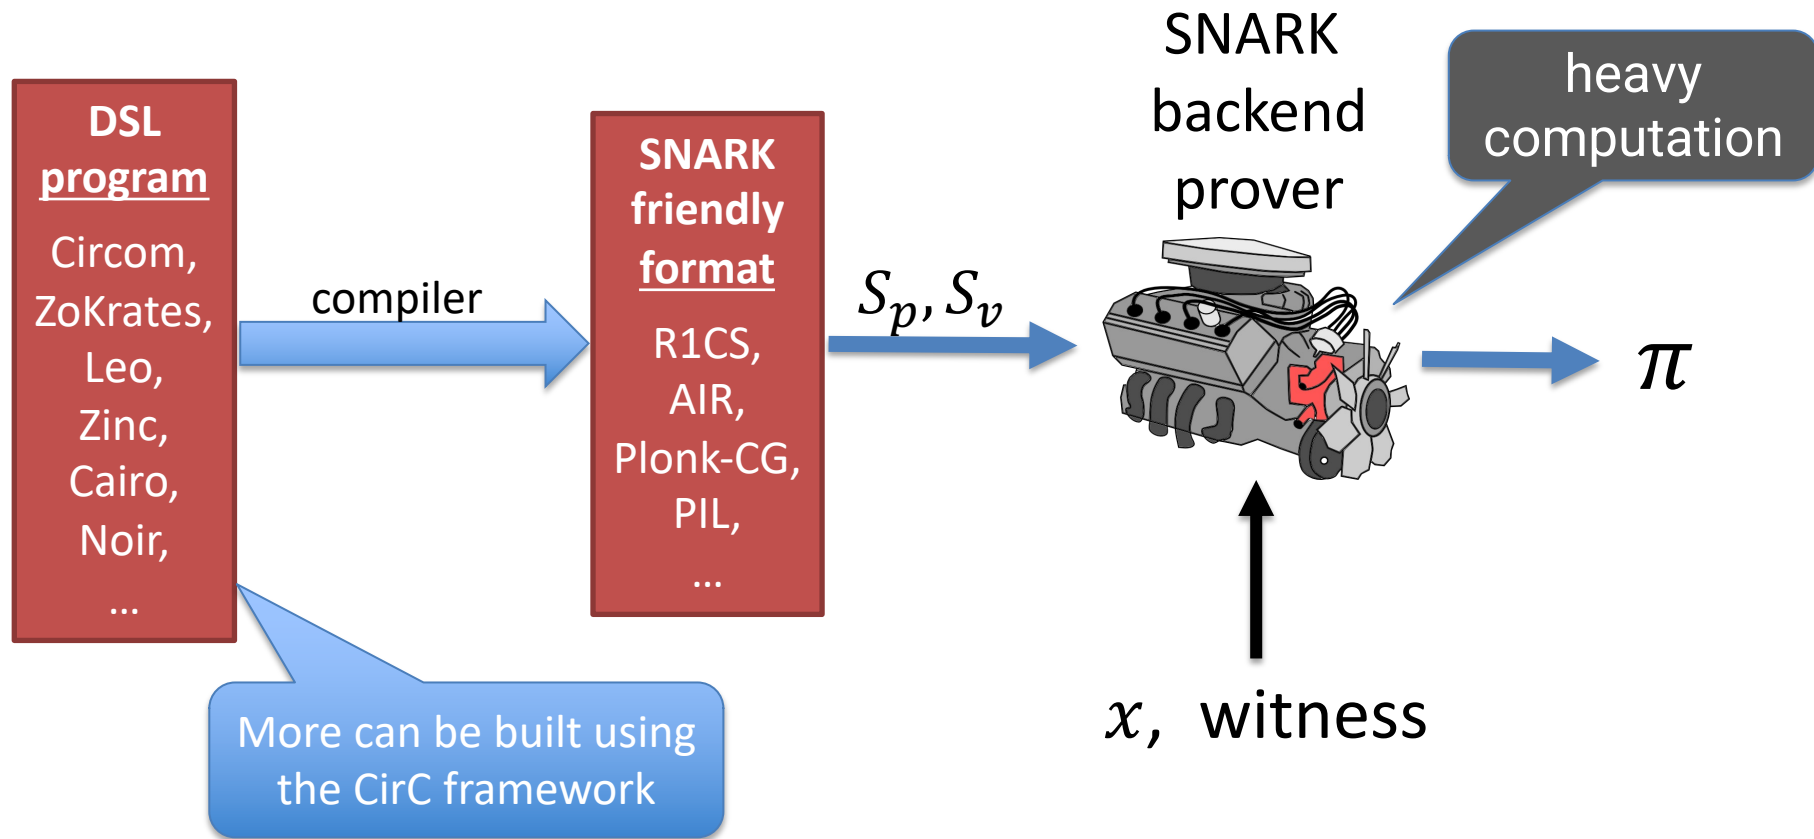 DSL
program
Circom,
ZoKrates,
Leo,
Zinc,
Cairo,
Noir,
...
compiler
SNARK
friendly
format
R1CS,
AIR,
Plonk-CG,
PIL,
...
Sₚ, Sᵥ
SNARK
backend
prover
heavy
computation
π
x, witness
More can be built using
the CirC framework